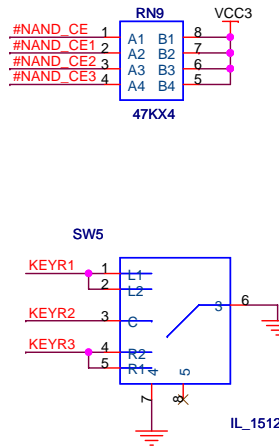 RN9 VCC3
#NAND_CE 1 A1 B1 8
#NAND_CE1 2 A2 B2 7
#NAND_CE2 3 A3 B3 6
#NAND_CE3 4 A4 B4 5
47KX4
SW5
KEYR1 1 L1
2 L2
3 6
KEYR2 3 C
KEYR3 4 R2
5 R1
4 5
7 8
IL_1512